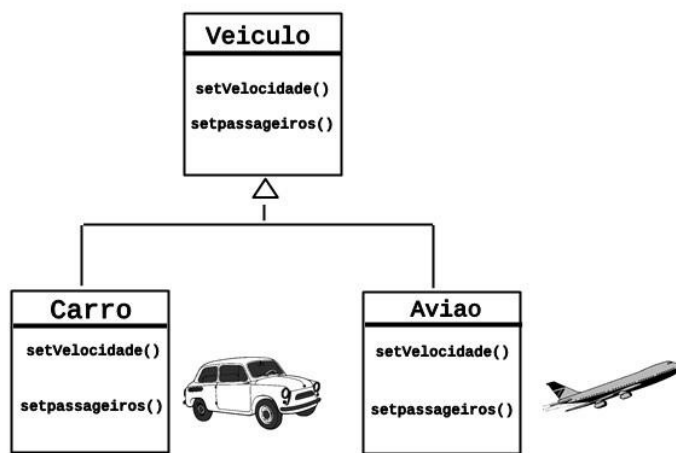 Veiculo
setVelocidade()
setpassageiros()
Carro
setVelocidade()
setpassageiros()
Aviao
setVelocidade()
setpassageiros()